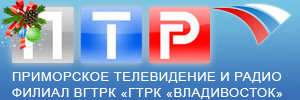 ПТР
ПРИМОРСКОЕ ТЕЛЕВИДЕНИЕ И РАДИО
ФИЛИАЛ ВГТРК «ГТРК «ВЛАДИВОСТОК»